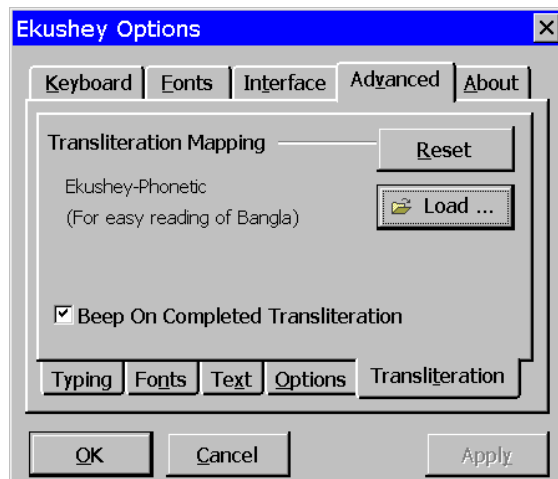 Ekushey Options
Keyboard Fonts Interface Advanced About
Transliteration Mapping Reset
Ekushey-Phonetic
(For easy reading of Bangla)
Load ...
Beep On Completed Transliteration
Typing Fonts Text Options Transliteration
OK Cancel Apply